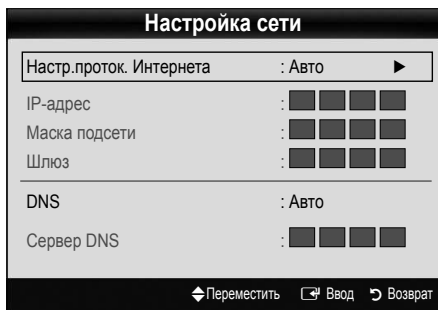 Настройка сети
Настр.проток. Интернета : Авто ►
IP-адрес :
Маска подсети :
Шлюз :
DNS : Авто
Сервер DNS :
Переместить Ввод Возврат